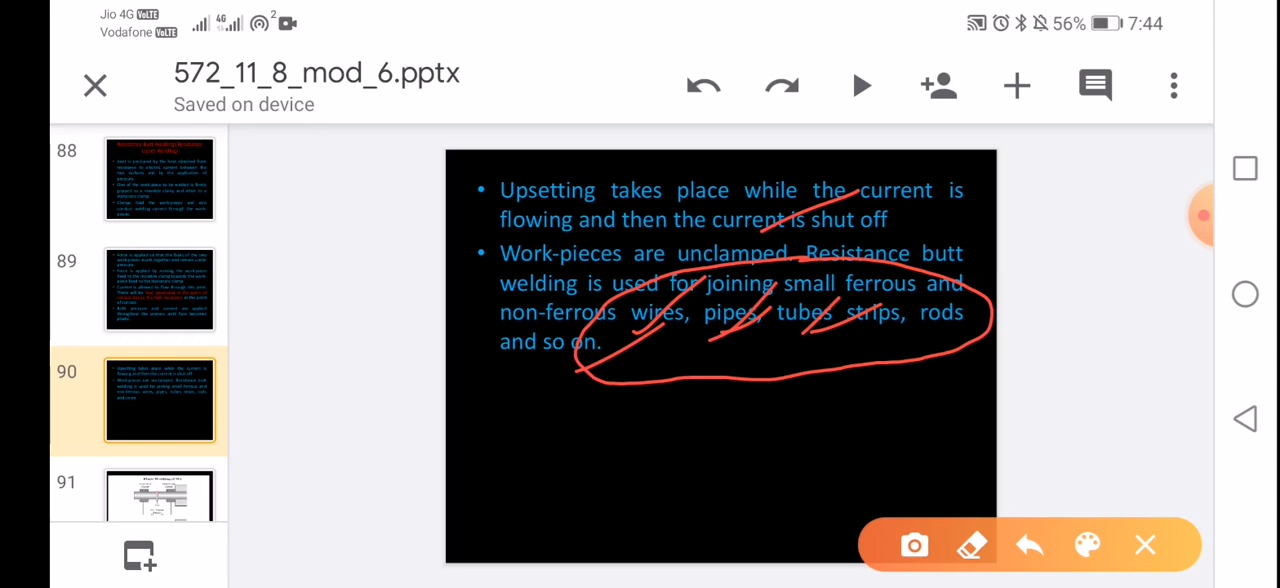 Jio 4G VoLTE
Vodafone VoLTE
4G
2
56%
7:44
572_11_8_mod_6.pptx
Saved on device
88
89
90
91
• Upsetting takes place while the current is
flowing and then the current is shut off
• Work-pieces are unclamped. Resistance butt
welding is used for joining small ferrous and
non-ferrous wires, pipes, tubes strips, rods
and so on.